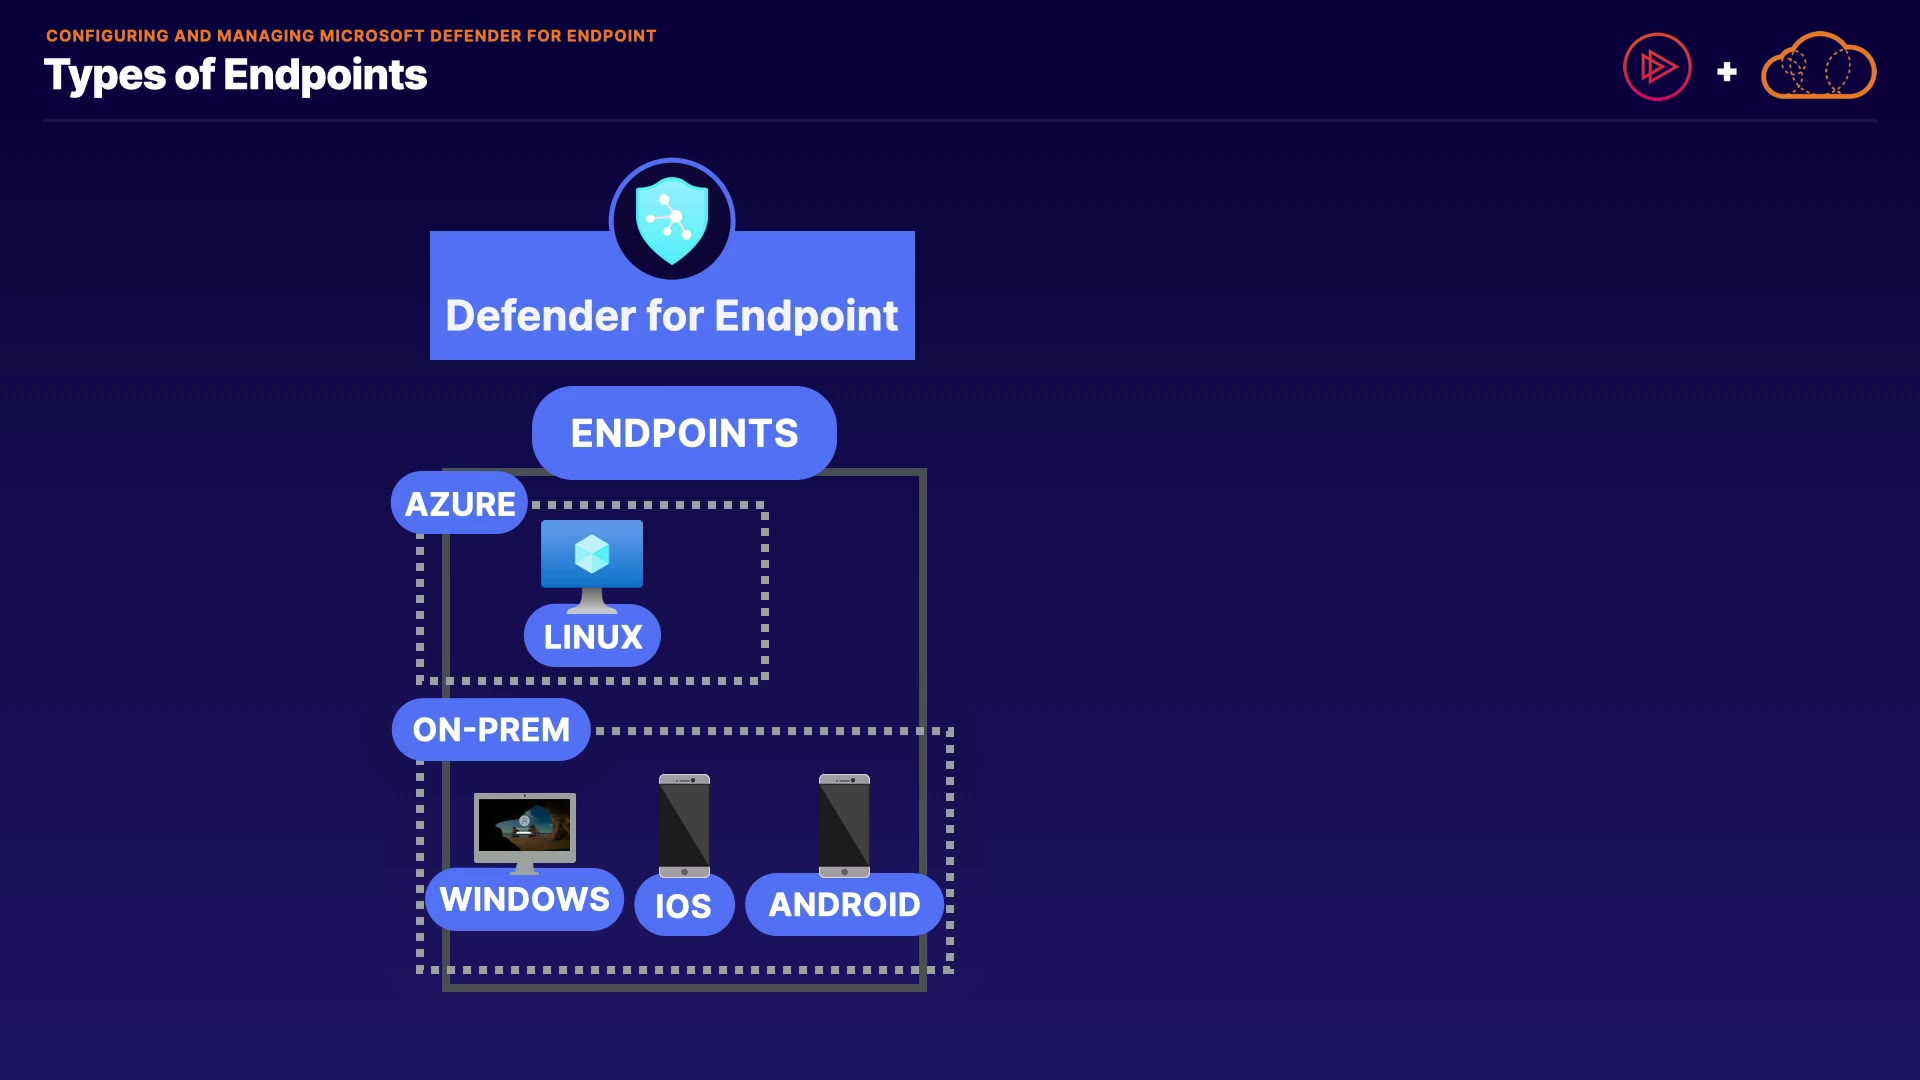 CONFIGURING AND MANAGING MICROSOFT DEFENDER FOR ENDPOINT
Types of Endpoints
Defender for Endpoint
ENDPOINTS
AZURE
LINUX
ON-PREM
WINDOWS
IOS
ANDROID